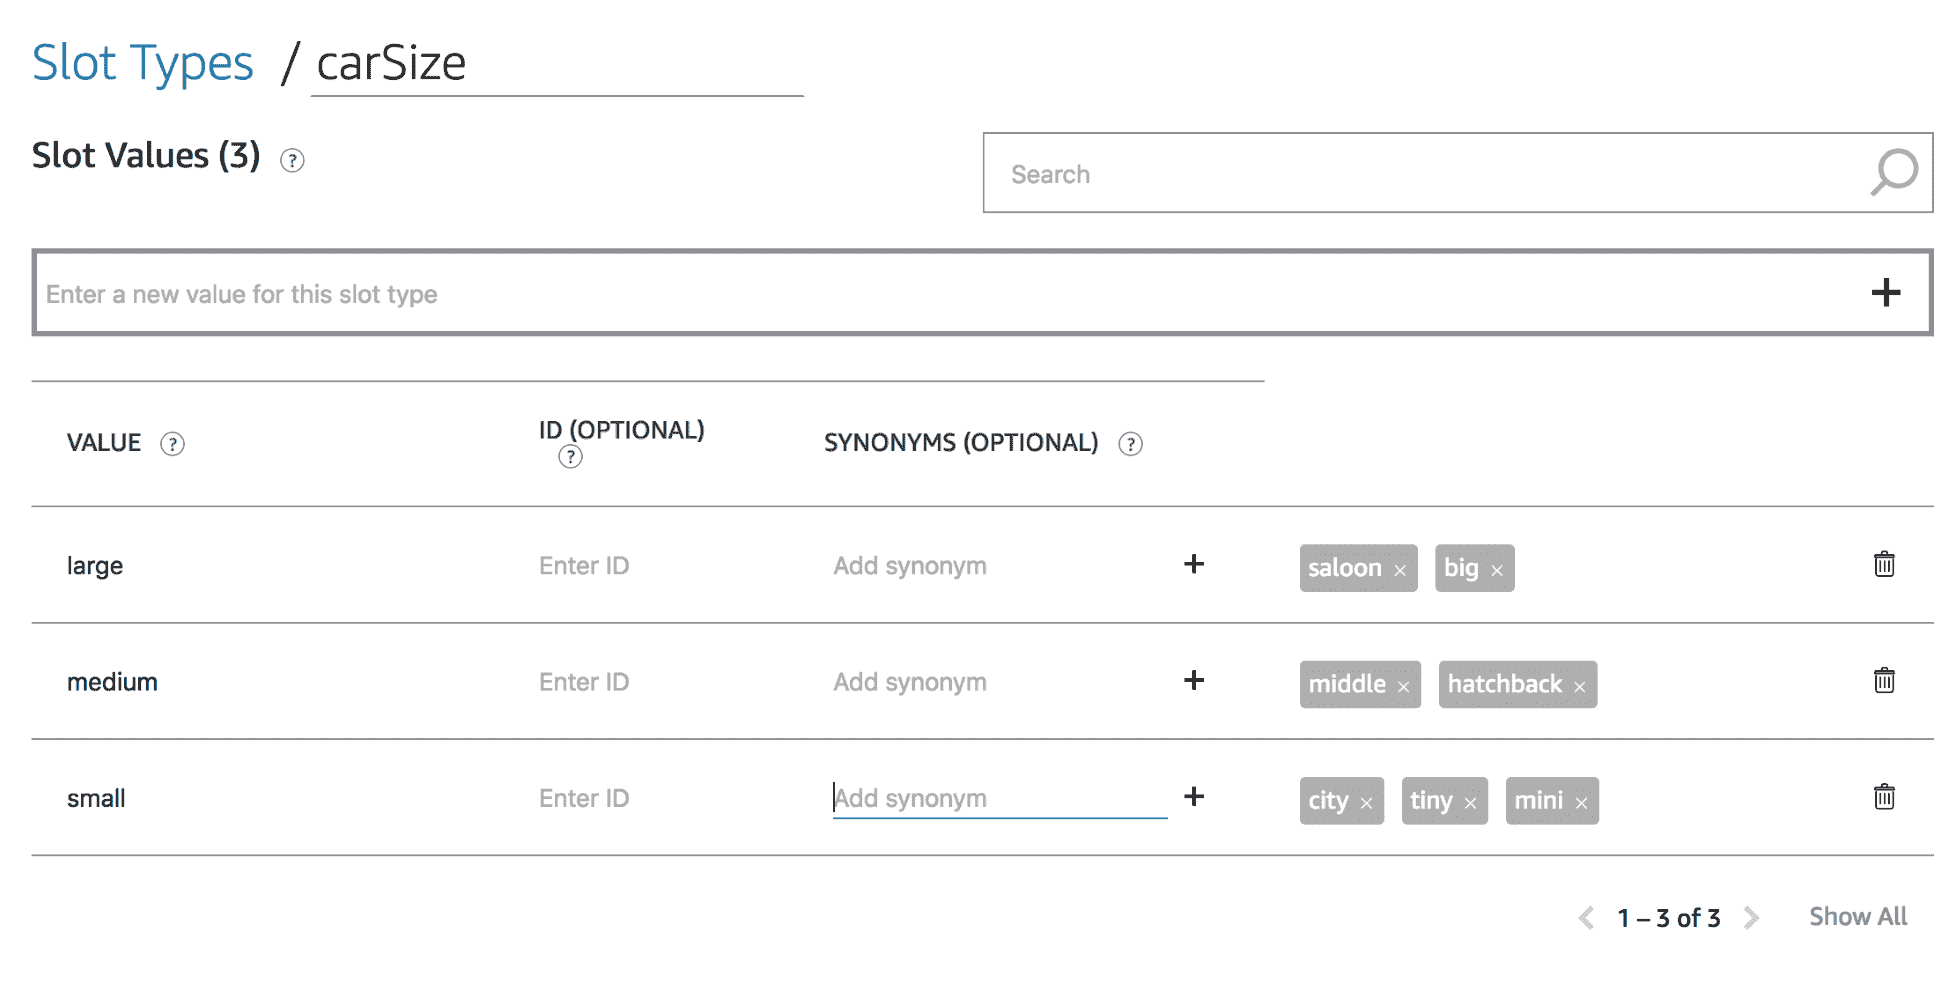 Slot Types / carSize
Slot Values (3) ?
Search
Enter a new value for this slot type +
VALUE ? ID (OPTIONAL) ? SYNONYMS (OPTIONAL) ?
large Enter ID Add synonym + saloon × big ×
medium Enter ID Add synonym + middle × hatchback ×
small Enter ID Add synonym + city × tiny × mini ×
< 1 – 3 of 3 > Show All